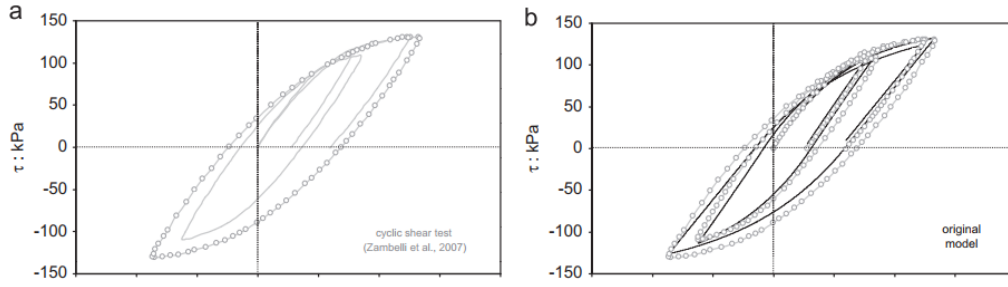 a
150
100
50
0
-50
-100
-150
τ : kPa
cyclic shear test
(Zambelli et al., 2007)
b
150
100
50
0
-50
-100
-150
τ : kPa
original
model